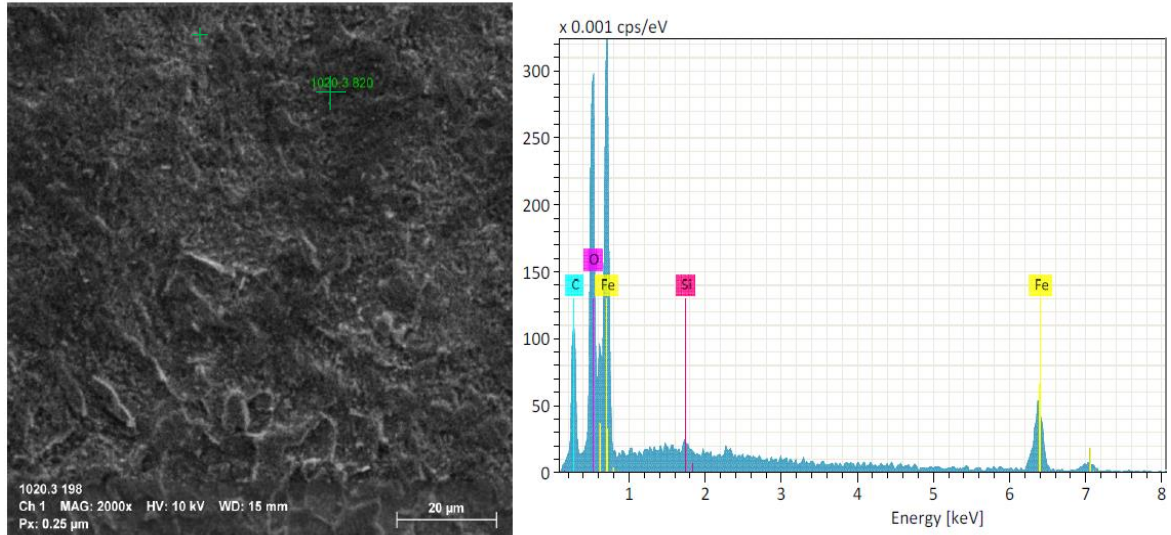 1020-3 820
1020.3 198
Ch 1 MAG: 2000x HV: 10 kV WD: 15 mm
Px: 0.25 µm
20 µm
x 0.001 cps/eV
300
250
200
150
100
50
0
C
O
Fe
Si
Fe
1 2 3 4 5 6 7 8
Energy [keV]